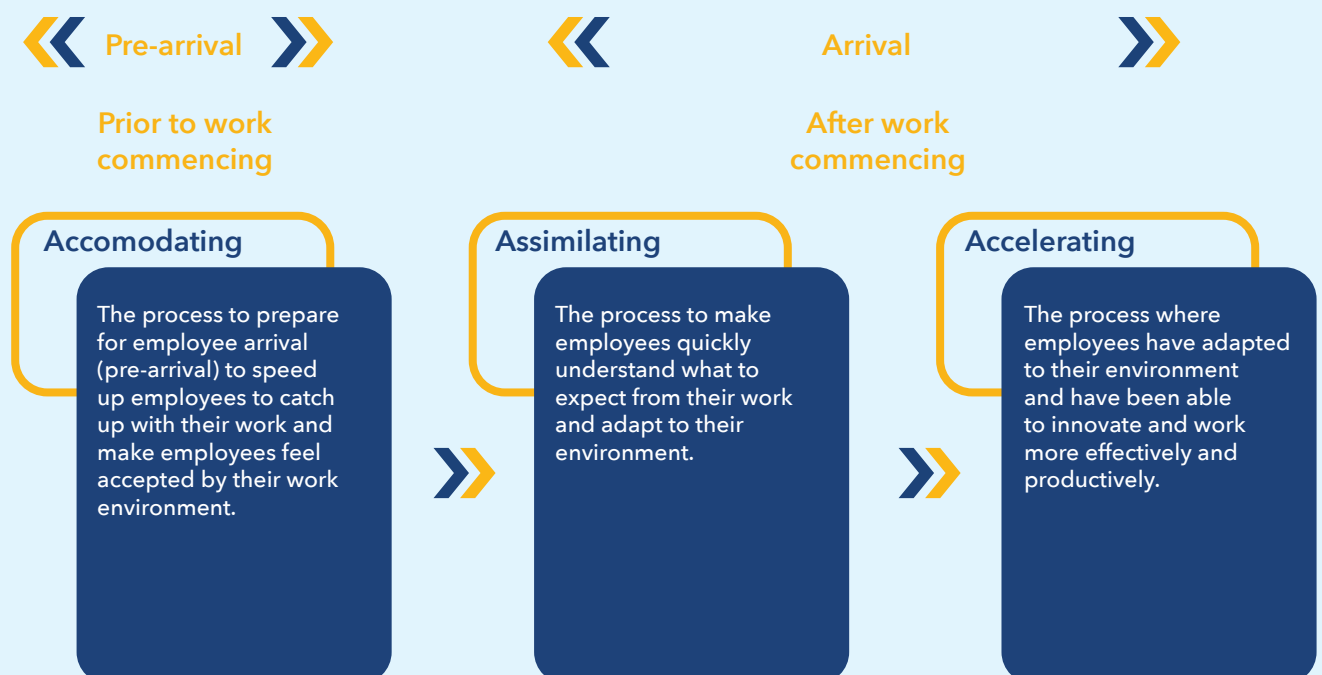 Pre-arrival
Arrival
Prior to work
commencing
After work
commencing
Accomodating
The process to prepare
for employee arrival
(pre-arrival) to speed
up employees to catch
up with their work and
make employees feel
accepted by their work
environment.
Assimilating
The process to make
employees quickly
understand what to
expect from their work
and adapt to their
environment.
Accelerating
The process where
employees have adapted
to their environment
and have been able
to innovate and work
more effectively and
productively.